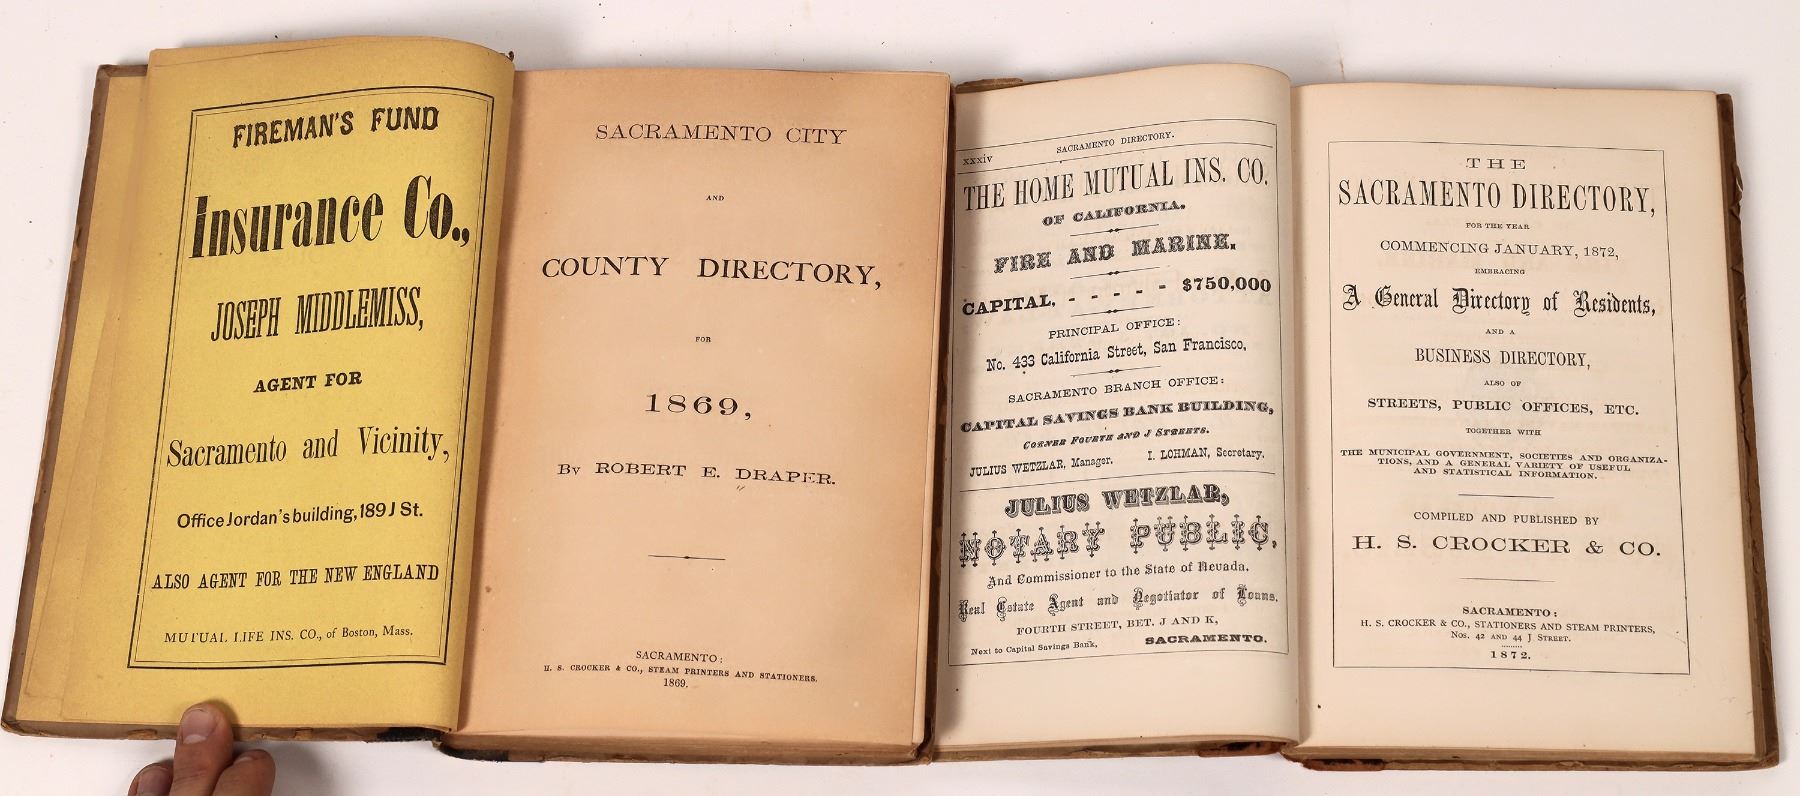 FIREMAN'S FUND
Insurance Co.,
JOSEPH MIDDLEMISS,
AGENT FOR
Sacramento and Vicinity,
Office Jordan's building, 189 J St.
ALSO AGENT FOR THE NEW ENGLAND
MUTUAL LIFE INS. CO., of Boston, Mass.
SACRAMENTO CITY
AND
COUNTY DIRECTORY,
FOR
1869,
By ROBERT E. DRAPER.
SACRAMENTO:
H. S. CROCKER & CO., STEAM PRINTERS AND STATIONERS.
1869.
xxxiv SACRAMENTO DIRECTORY.
THE HOME MUTUAL INS. CO.
OF CALIFORNIA.
FIRE AND MARINE.
CAPITAL, - - - - - $750,000
PRINCIPAL OFFICE:
No. 433 California Street, San Francisco,
SACRAMENTO BRANCH OFFICE:
CAPITAL SAVINGS BANK BUILDING,
CORNER FOURTH AND J STREETS.
JULIUS WETZLAR, Manager. I. LOHMAN, Secretary.
JULIUS WETZLAR,
NOTARY PUBLIC,
And Commissioner to the State of Nevada.
Real Estate Agent and Negotiator of Loans.
FOURTH STREET, BET. J AND K,
Next to Capital Savings Bank, SACRAMENTO.
THE
SACRAMENTO DIRECTORY,
FOR THE YEAR
COMMENCING JANUARY, 1872,
EMBRACING
A General Directory of Residents,
AND A
BUSINESS DIRECTORY,
ALSO OF
STREETS, PUBLIC OFFICES, ETC.
TOGETHER WITH
THE MUNICIPAL GOVERNMENT, SOCIETIES AND ORGANIZA-
TIONS, AND A GENERAL VARIETY OF USEFUL
AND STATISTICAL INFORMATION.
COMPILED AND PUBLISHED BY
H. S. CROCKER & CO.
SACRAMENTO:
H. S. CROCKER & CO., STATIONERS AND STEAM PRINTERS,
Nos. 42 AND 44 J STREET.
1872.